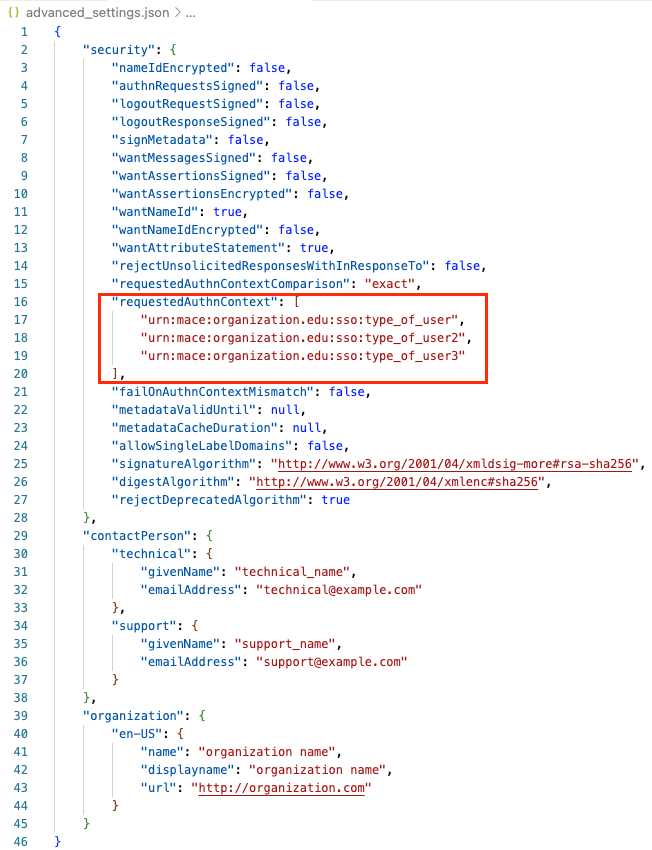 {} advanced_settings.json > ...
1 {
2 "security": {
3 "nameIdEncrypted": false,
4 "authnRequestsSigned": false,
5 "logoutRequestSigned": false,
6 "logoutResponseSigned": false,
7 "signMetadata": false,
8 "wantMessagesSigned": false,
9 "wantAssertionsSigned": false,
10 "wantAssertionsEncrypted": false,
11 "wantNameId": true,
12 "wantNameIdEncrypted": false,
13 "wantAttributeStatement": true,
14 "rejectUnsolicitedResponsesWithInResponseTo": false,
15 "requestedAuthnContextComparison": "exact",
16 "requestedAuthnContext": [
17 "urn:mace:organization.edu:sso:type_of_user",
18 "urn:mace:organization.edu:sso:type_of_user2",
19 "urn:mace:organization.edu:sso:type_of_user3"
20 ],
21 "failOnAuthnContextMismatch": false,
22 "metadataValidUntil": null,
23 "metadataCacheDuration": null,
24 "allowSingleLabelDomains": false,
25 "signatureAlgorithm": "http://www.w3.org/2001/04/xmldsig-more#rsa-sha256",
26 "digestAlgorithm": "http://www.w3.org/2001/04/xmlenc#sha256",
27 "rejectDeprecatedAlgorithm": true
28 },
29 "contactPerson": {
30 "technical": {
31 "givenName": "technical_name",
32 "emailAddress": "technical@example.com"
33 },
34 "support": {
35 "givenName": "support_name",
36 "emailAddress": "support@example.com"
37 }
38 },
39 "organization": {
40 "en-US": {
41 "name": "organization name",
42 "displayname": "organization name",
43 "url": "http://organization.com"
44 }
45 }
46 }